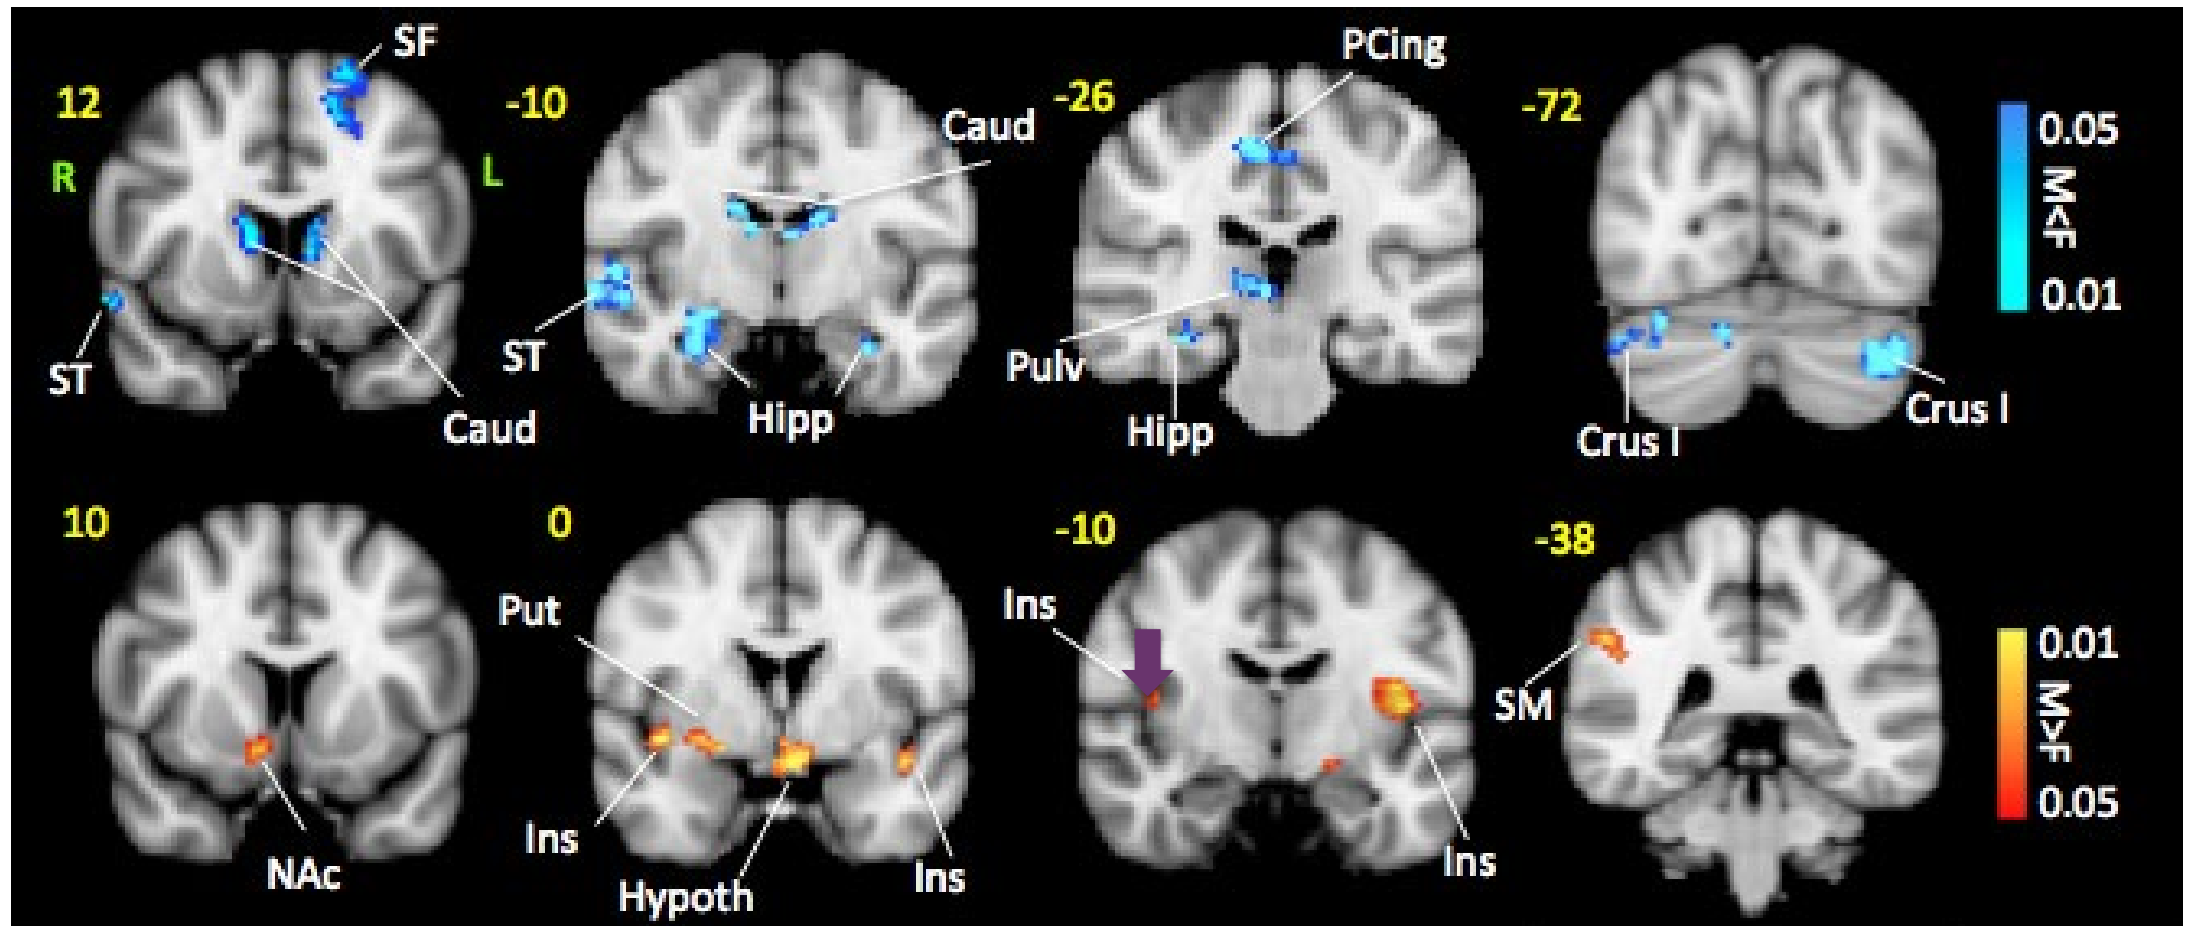 SF
PCing
12
-10
-26
-72
Caud
0.05
R
L
M<F
0.01
ST
ST
Pulv
Caud
Hipp
Hipp
Crus I
Crus I
10
0
-10
-38
Put
Ins
0.01
SM
M>F
0.05
Ins
NAc
Hypoth
Ins
Ins